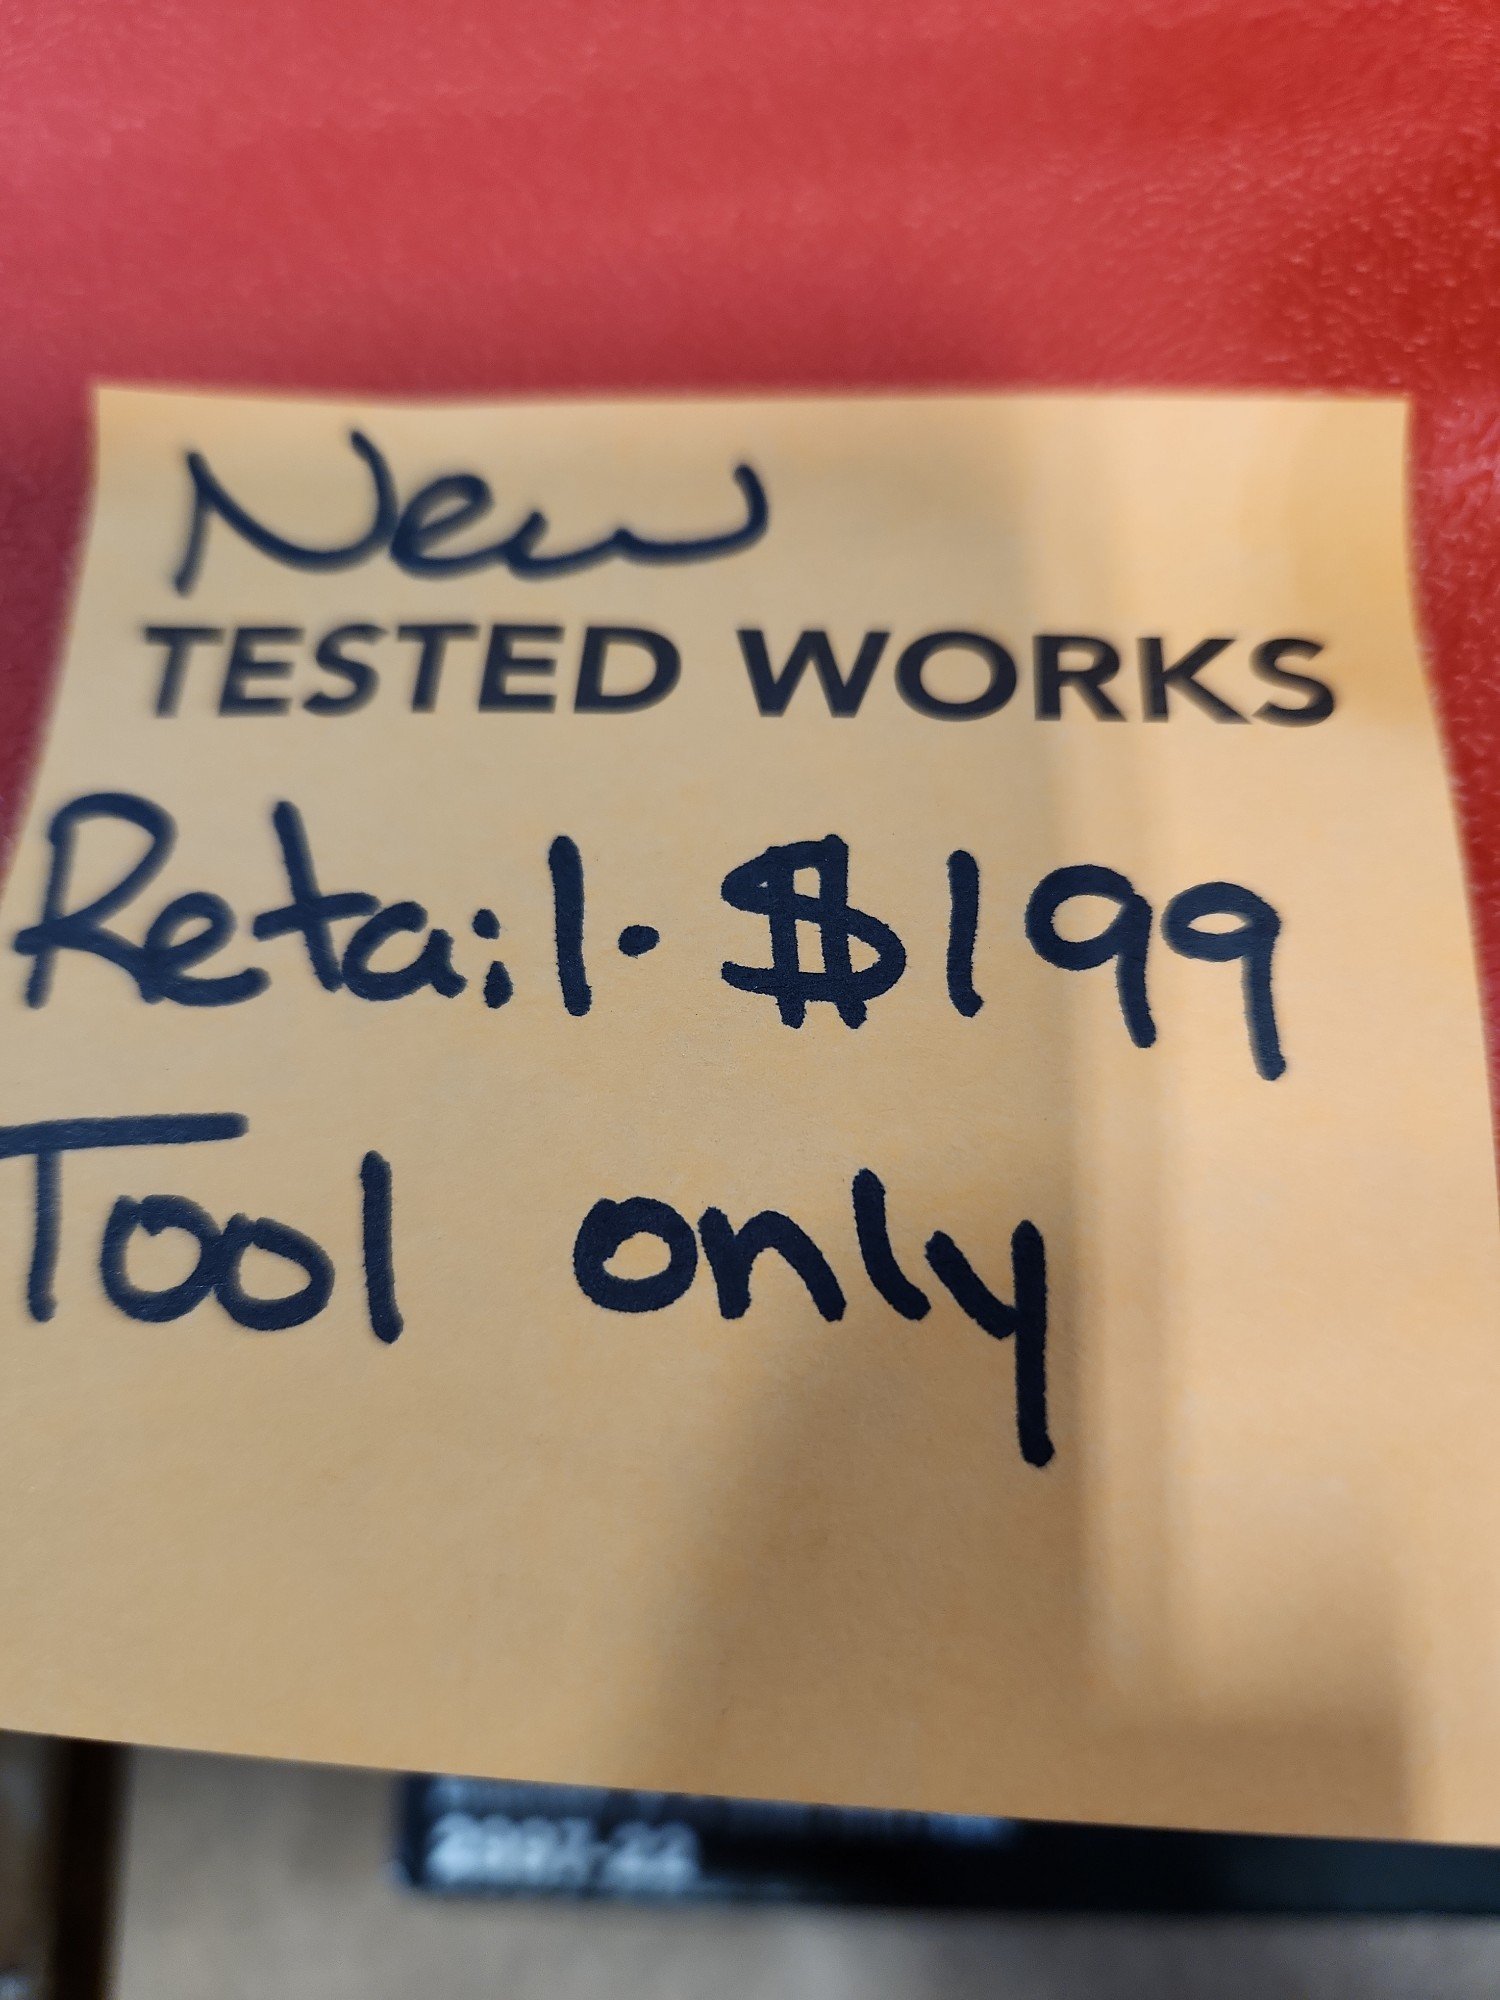 New
TESTED WORKS
Retail. $199
Tool only